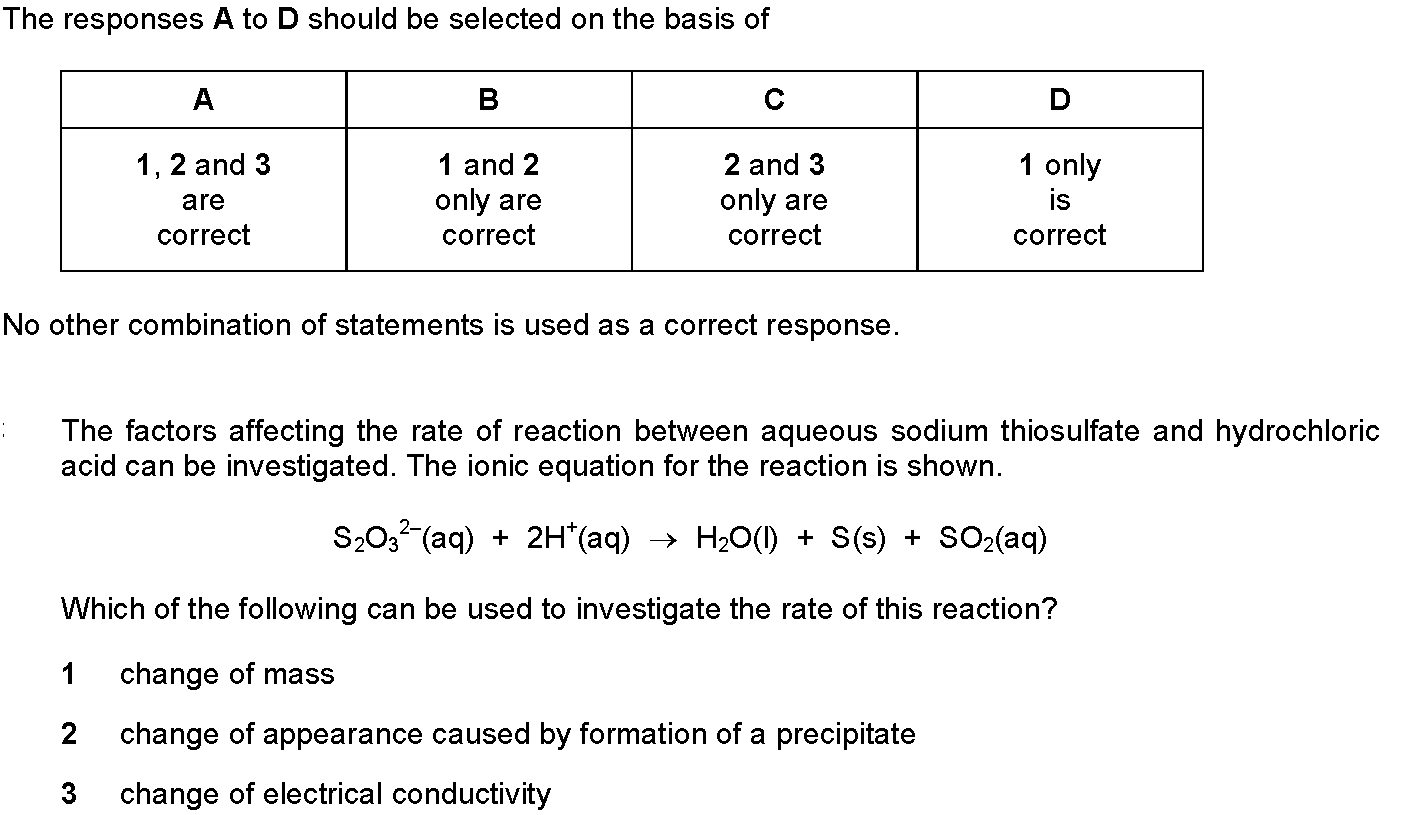 The responses A to D should be selected on the basis of
A B C D
1, 2 and 3 1 and 2 2 and 3 1 only
are only are only are is
correct correct correct correct
No other combination of statements is used as a correct response.
The factors affecting the rate of reaction between aqueous sodium thiosulfate and hydrochloric
acid can be investigated. The ionic equation for the reaction is shown.
S₂O₃²⁻(aq) + 2H⁺(aq) → H₂O(l) + S(s) + SO₂(aq)
Which of the following can be used to investigate the rate of this reaction?
1 change of mass
2 change of appearance caused by formation of a precipitate
3 change of electrical conductivity